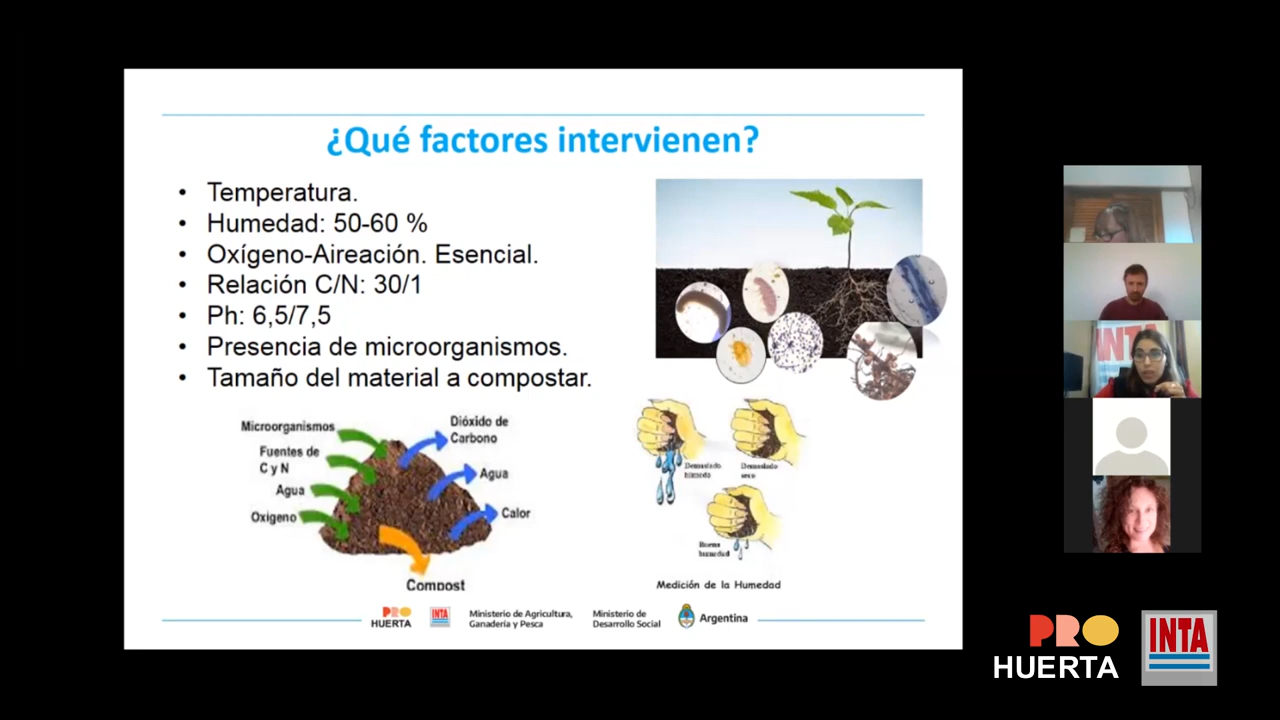 ¿Qué factores intervienen?
• Temperatura.
• Humedad: 50-60 %
• Oxígeno-Aireación. Esencial.
• Relación C/N: 30/1
• Ph: 6,5/7,5
• Presencia de microorganismos.
• Tamaño del material a compostar.
Microorganismos
Fuentes de
C y N
Agua
Oxigeno
Dióxido de
Carbono
Agua
Calor
Compost
Demasiado
húmedo
Demasiado
seco
Buena
humedad
Medición de la Humedad
PRO
HUERTA
INTA
Ministerio de Agricultura,
Ganadería y Pesca
Ministerio de
Desarrollo Social
Argentina
INTA
PRO
HUERTA
INTA